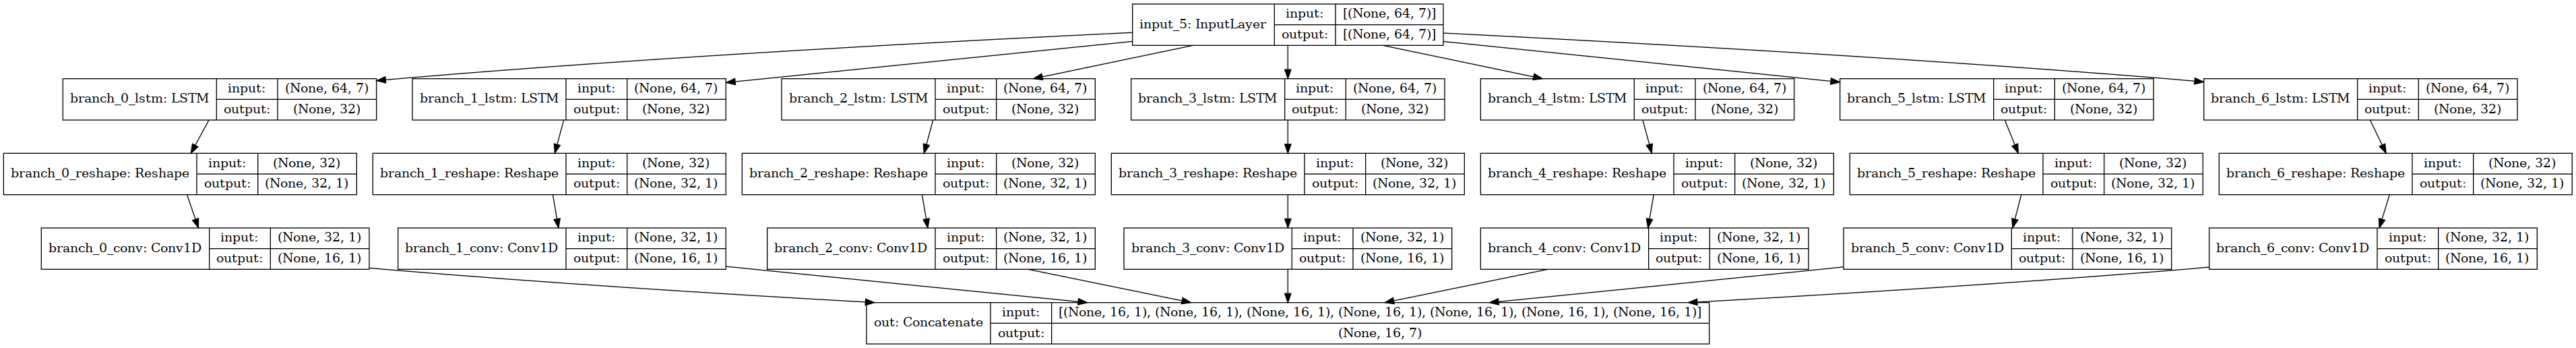 input_5: InputLayer
input: [(None, 64, 7)]
output: [(None, 64, 7)]
branch_0_lstm: LSTM
input: (None, 64, 7)
output: (None, 32)
branch_1_lstm: LSTM
input: (None, 64, 7)
output: (None, 32)
branch_2_lstm: LSTM
input: (None, 64, 7)
output: (None, 32)
branch_3_lstm: LSTM
input: (None, 64, 7)
output: (None, 32)
branch_4_lstm: LSTM
input: (None, 64, 7)
output: (None, 32)
branch_5_lstm: LSTM
input: (None, 64, 7)
output: (None, 32)
branch_6_lstm: LSTM
input: (None, 64, 7)
output: (None, 32)
branch_0_reshape: Reshape
input: (None, 32)
output: (None, 32, 1)
branch_1_reshape: Reshape
input: (None, 32)
output: (None, 32, 1)
branch_2_reshape: Reshape
input: (None, 32)
output: (None, 32, 1)
branch_3_reshape: Reshape
input: (None, 32)
output: (None, 32, 1)
branch_4_reshape: Reshape
input: (None, 32)
output: (None, 32, 1)
branch_5_reshape: Reshape
input: (None, 32)
output: (None, 32, 1)
branch_6_reshape: Reshape
input: (None, 32)
output: (None, 32, 1)
branch_0_conv: Conv1D
input: (None, 32, 1)
output: (None, 16, 1)
branch_1_conv: Conv1D
input: (None, 32, 1)
output: (None, 16, 1)
branch_2_conv: Conv1D
input: (None, 32, 1)
output: (None, 16, 1)
branch_3_conv: Conv1D
input: (None, 32, 1)
output: (None, 16, 1)
branch_4_conv: Conv1D
input: (None, 32, 1)
output: (None, 16, 1)
branch_5_conv: Conv1D
input: (None, 32, 1)
output: (None, 16, 1)
branch_6_conv: Conv1D
input: (None, 32, 1)
output: (None, 16, 1)
out: Concatenate
input: [(None, 16, 1), (None, 16, 1), (None, 16, 1), (None, 16, 1), (None, 16, 1), (None, 16, 1), (None, 16, 1)]
output: (None, 16, 7)